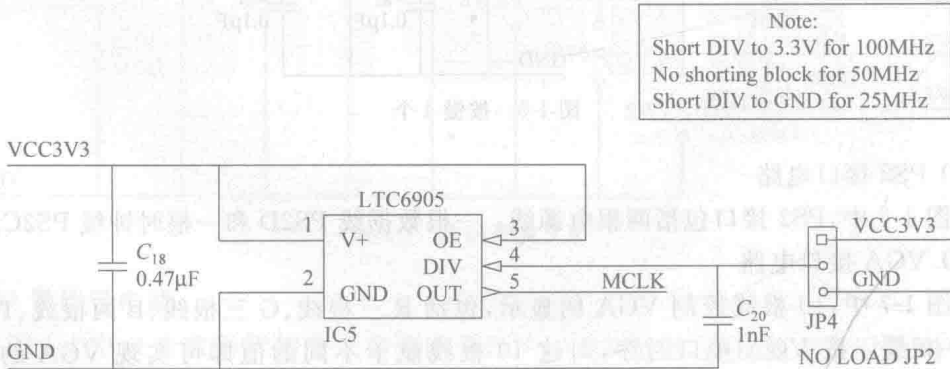 Note:
Short DIV to 3.3V for 100MHz
No shorting block for 50MHz
Short DIV to GND for 25MHz
VCC3V3
LTC6905
1
V+
OE
3
DIV
4
2
GND
OUT
5
MCLK
IC5
C18
0.47μF
GND
C20
1nF
VCC3V3
GND
JP4
NO LOAD JP2